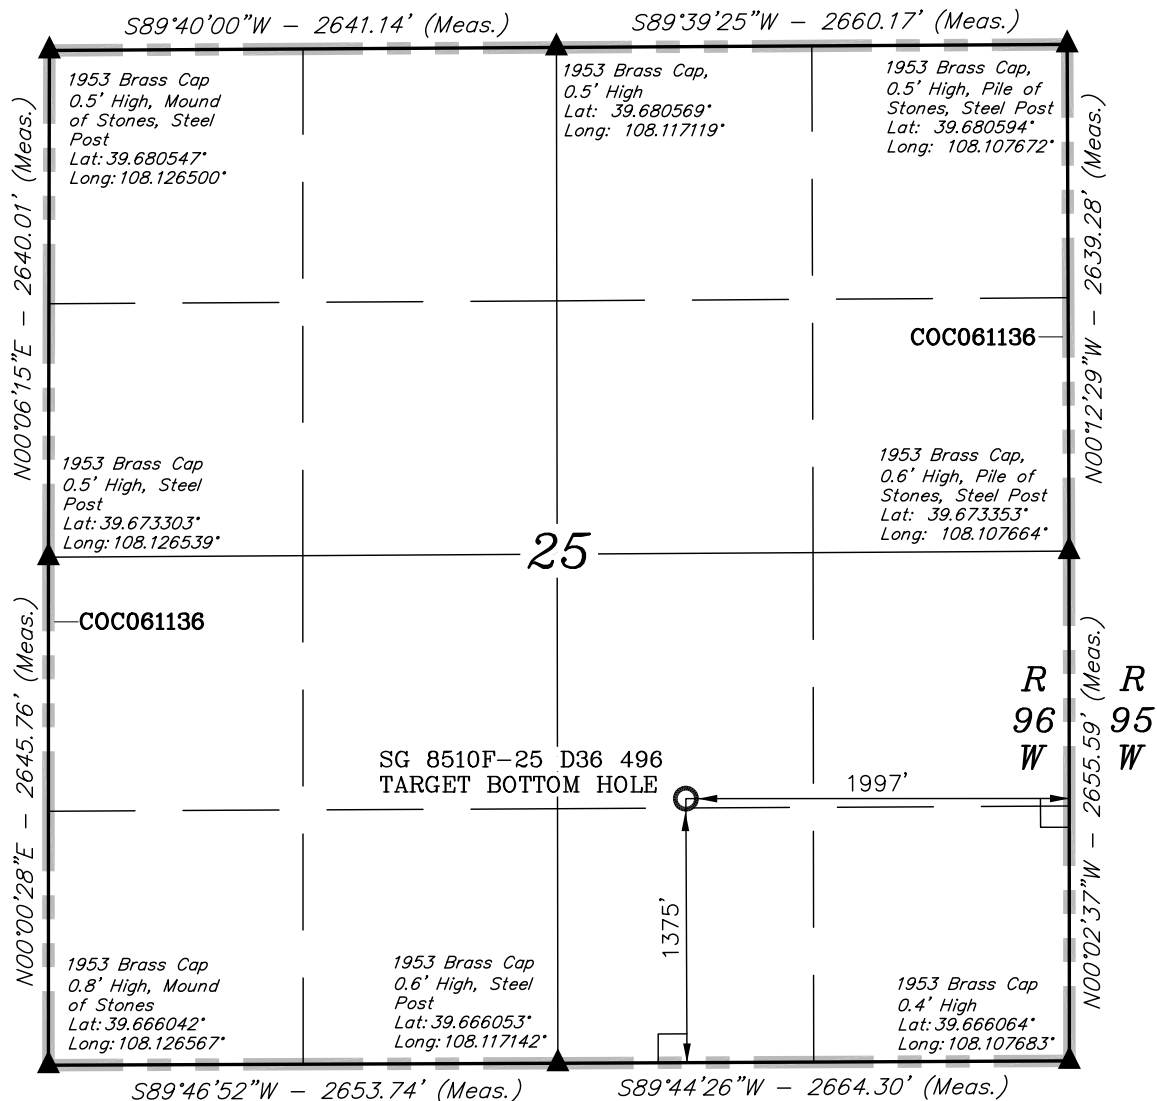 S89°40'00"W - 2641.14' (Meas.)
S89°39'25"W - 2660.17' (Meas.)
1953 Brass Cap
0.5' High, Mound
of Stones, Steel
Post
Lat: 39.680547°
Long: 108.126500°
1953 Brass Cap,
0.5' High
Lat: 39.680569°
Long: 108.117119°
1953 Brass Cap,
0.5' High, Pile of
Stones, Steel Post
Lat: 39.680594°
Long: 108.107672°
N00°06'15"E - 2640.01' (Meas.)
N00°12'29"W - 2639.28' (Meas.)
COC061136
1953 Brass Cap
0.5' High, Steel
Post
Lat: 39.673303°
Long: 108.126539°
1953 Brass Cap,
0.6' High, Pile of
Stones, Steel Post
Lat: 39.673353°
Long: 108.107664°
25
COC061136
N00°00'28"E - 2645.76' (Meas.)
N00°02'37"W - 2655.59' (Meas.)
R
96
W
R
95
W
SG 8510F-25 D36 496
TARGET BOTTOM HOLE
1997'
1375'
1953 Brass Cap
0.8' High, Mound
of Stones
Lat: 39.666042°
Long: 108.126567°
1953 Brass Cap
0.6' High, Steel
Post
Lat: 39.666053°
Long: 108.117142°
1953 Brass Cap
0.4' High
Lat: 39.666064°
Long: 108.107683°
S89°46'52"W - 2653.74' (Meas.)
S89°44'26"W - 2664.30' (Meas.)